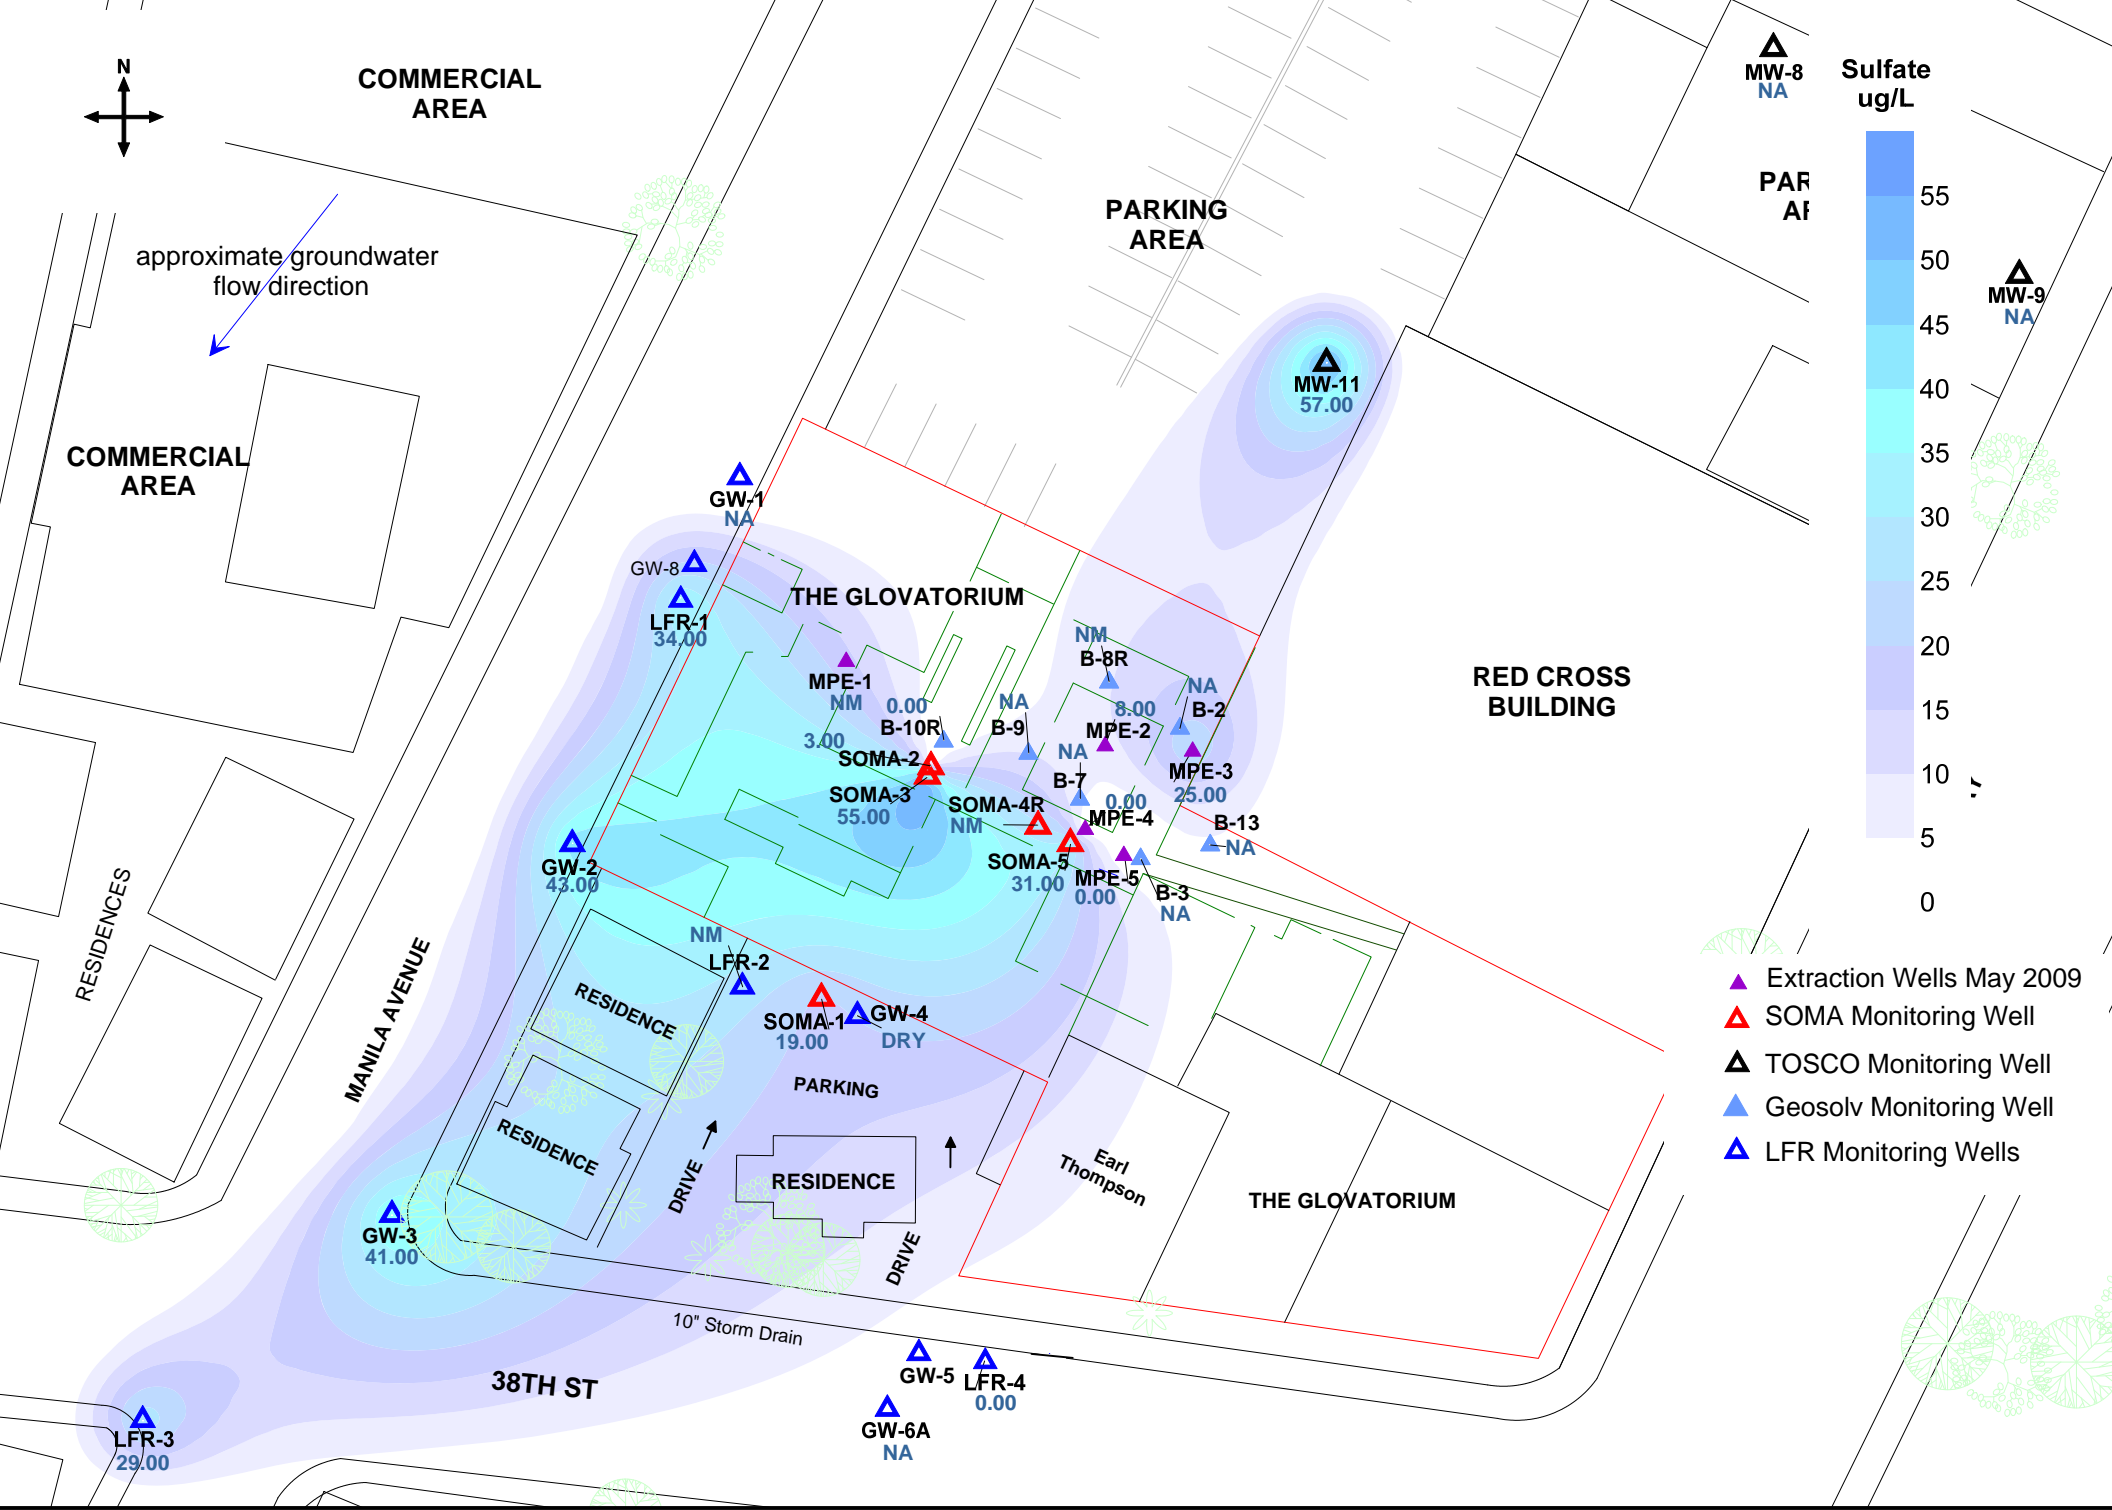 N
COMMERCIAL
AREA
approximate groundwater
flow direction
COMMERCIAL
AREA
PARKING
AREA
MW-8
NA
Sulfate
ug/L
55
50
45
40
35
30
25
20
15
10
5
0
PAR
AR
MW-9
NA
MW-11
57.00
GW-1
NA
GW-8
LFR-1
34.00
THE GLOVATORIUM
MPE-1
NM
0.00
B-10R
3.00
SOMA-2
SOMA-3
55.00
NA
B-9
NM
B-8R
8.00
MPE-2
NA
B-2
NA
B-7
MPE-3
25.00
0.00
MPE-4
SOMA-4R
NM
SOMA-5
31.00
MPE-5
0.00
B-13
NA
B-3
NA
RED CROSS
BUILDING
GW-2
43.00
RESIDENCES
MANILA AVENUE
NM
LFR-2
RESIDENCE
SOMA-1
19.00
GW-4
DRY
PARKING
RESIDENCE
DRIVE
RESIDENCE
DRIVE
Earl
Thompson
THE GLOVATORIUM
GW-3
41.00
10" Storm Drain
38TH ST
GW-5
LFR-4
0.00
GW-6A
NA
LFR-3
29.00
Extraction Wells May 2009
SOMA Monitoring Well
TOSCO Monitoring Well
Geosolv Monitoring Well
LFR Monitoring Wells